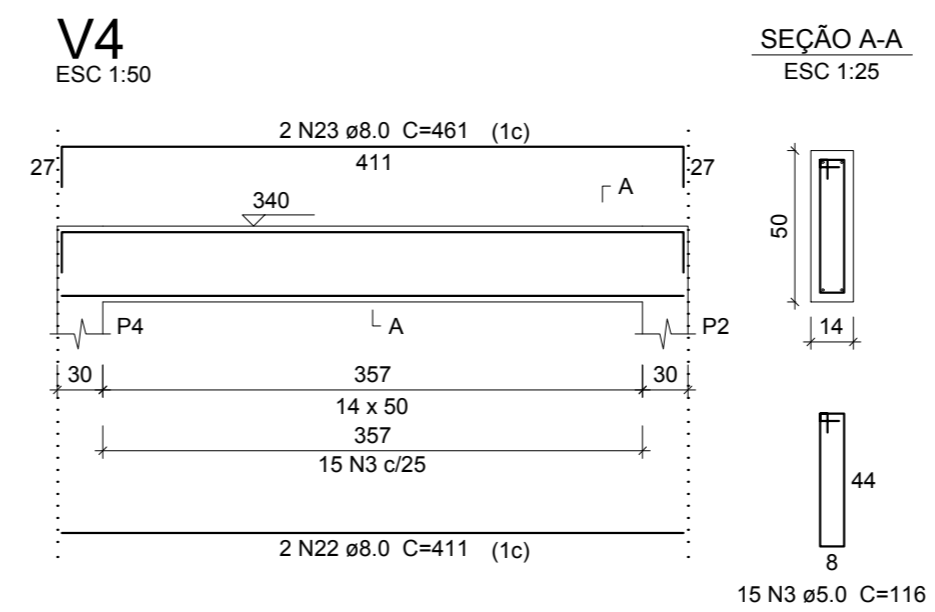 V4
ESC 1:50
SEÇÃO A-A
ESC 1:25
2 N23 ø8.0 C=461 (1c)
27
411
27
A
340
50
P4
A
P2
14
30
357
30
14 x 50
357
15 N3 c/25
44
2 N22 ø8.0 C=411 (1c)
8
15 N3 ø5.0 C=116